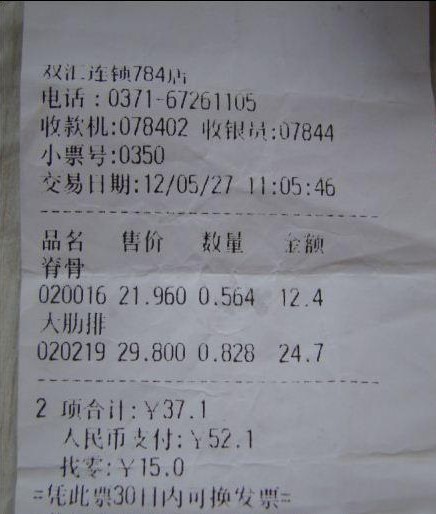 双汇连锁784店
电话:0371-67261105
收款机:078402 收银员:07844
小票号:0350
交易日期:12/05/27 11:05:46
品名 售价 数量 金额
脊骨
020016 21.960 0.564 12.4
大肋排
020219 29.800 0.828 24.7
2 项合计:¥37.1
人民币支付:¥52.1
找零:¥15.0
=凭此票30日内可换发票=